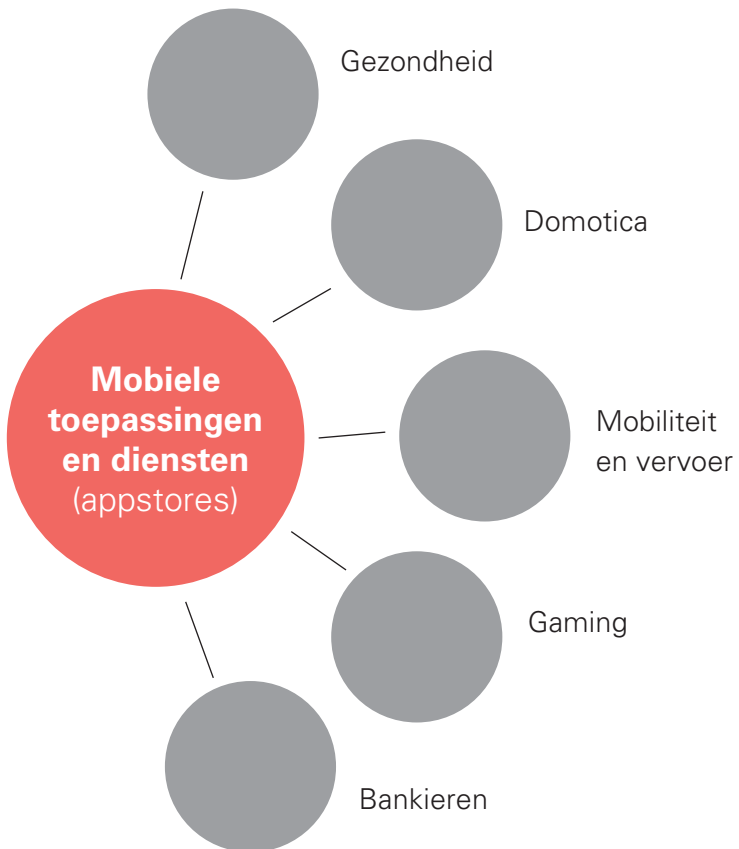 Gezondheid
Domotica
Mobiele
toepassingen
en diensten
(appstores)
Mobiliteit
en vervoer
Gaming
Bankieren